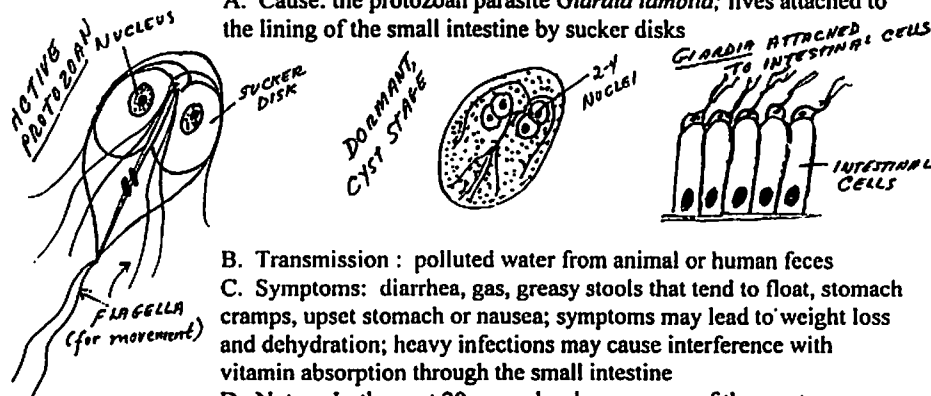 A. Cause: the protozoan parasite Giardia lamblia; lives attached to
the lining of the small intestine by sucker disks
ACTIVE
PROTOZOAN
NUCLEUS
SUCKER
DISK
DORMANT,
CYST STAGE
2-4
NUCLEI
GIARDIA ATTACHED
TO INTESTINAL CELLS
INTESTINAL
CELLS
FLAGELLA
(for movement)
B. Transmission : polluted water from animal or human feces
C. Symptoms: diarrhea, gas, greasy stools that tend to float, stomach
cramps, upset stomach or nausea; symptoms may lead to weight loss
and dehydration; heavy infections may cause interference with
vitamin absorption through the small intestine